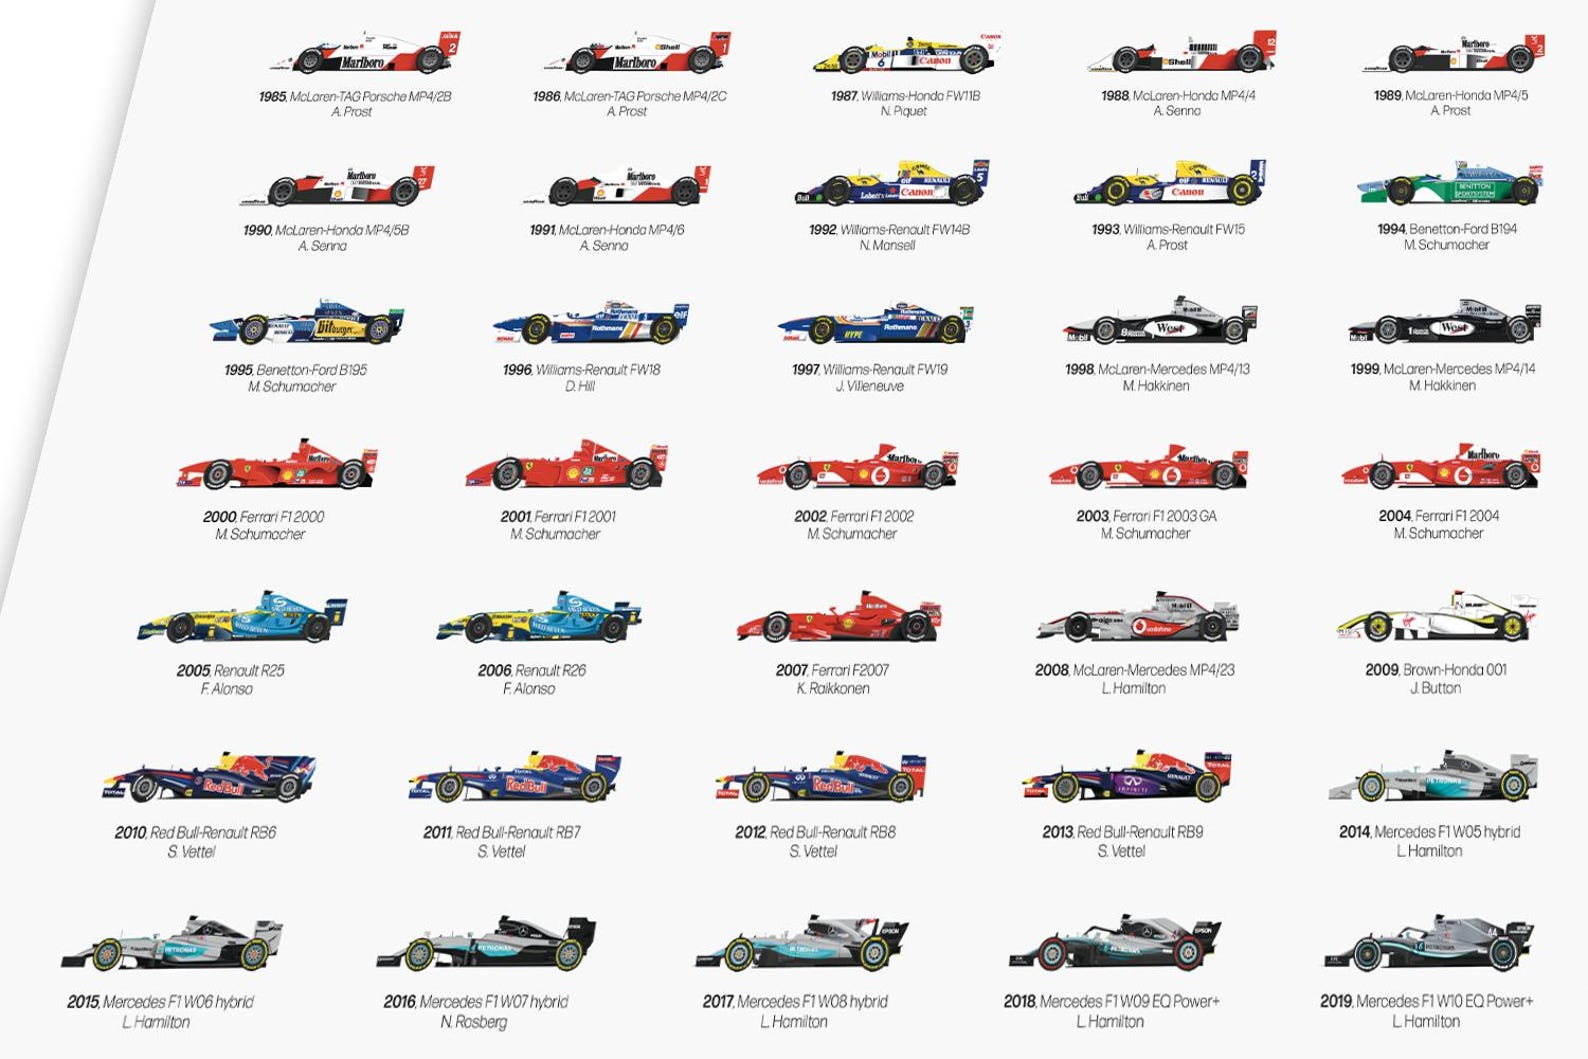 1985, McLaren-TAG Porsche MP4/2B
A. Prost
1986, McLaren-TAG Porsche MP4/2C
A. Prost
1987, Williams-Honda FW11B
N. Piquet
1988, McLaren-Honda MP4/4
A. Senna
1989, McLaren-Honda MP4/5
A. Prost
1990, McLaren-Honda MP4/5B
A. Senna
1991, McLaren-Honda MP4/6
A. Senna
1992, Williams-Renault FW14B
N. Mansell
1993, Williams-Renault FW15
A. Prost
1994, Benetton-Ford B194
M. Schumacher
1995, Benetton-Ford B195
M. Schumacher
1996, Williams-Renault FW18
D. Hill
1997, Williams-Renault FW19
J. Villeneuve
1998, McLaren-Mercedes MP4/13
M. Hakkinen
1999, McLaren-Mercedes MP4/14
M. Hakkinen
2000, Ferrari F1 2000
M. Schumacher
2001, Ferrari F1 2001
M. Schumacher
2002, Ferrari F1 2002
M. Schumacher
2003, Ferrari F1 2003 GA
M. Schumacher
2004, Ferrari F1 2004
M. Schumacher
2005, Renault R25
F. Alonso
2006, Renault R26
F. Alonso
2007, Ferrari F2007
K. Raikkonen
2008, McLaren-Mercedes MP4/23
L. Hamilton
2009, Brawn-Honda 001
J. Button
2010, Red Bull-Renault RB6
S. Vettel
2011, Red Bull-Renault RB7
S. Vettel
2012, Red Bull-Renault RB8
S. Vettel
2013, Red Bull-Renault RB9
S. Vettel
2014, Mercedes F1 W05 hybrid
L. Hamilton
2015, Mercedes F1 W06 hybrid
L. Hamilton
2016, Mercedes F1 W07 hybrid
N. Rosberg
2017, Mercedes F1 W08 hybrid
L. Hamilton
2018, Mercedes F1 W09 EQ Power+
L. Hamilton
2019, Mercedes F1 W10 EQ Power+
L. Hamilton